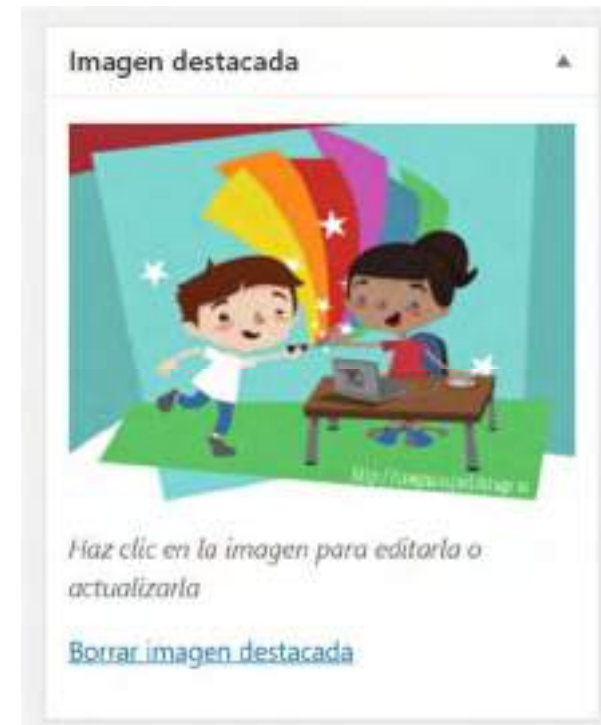 Imagen destacada
Haz clic en la imagen para editarla o
actualizarla
Borrar imagen destacada